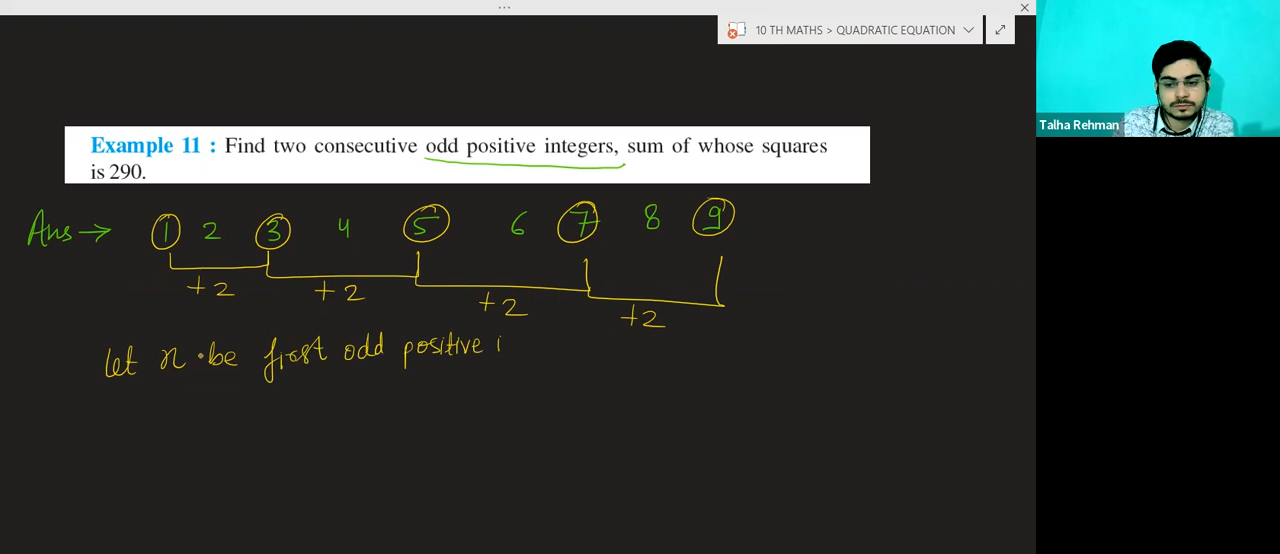 10 TH MATHS > QUADRATIC EQUATION
Talha Rehman
Example 11 : Find two consecutive odd positive integers, sum of whose squares
is 290.
Ans → 1 2 3 4 5 6 7 8 9
+2 +2 +2 +2
let x be first odd positive i